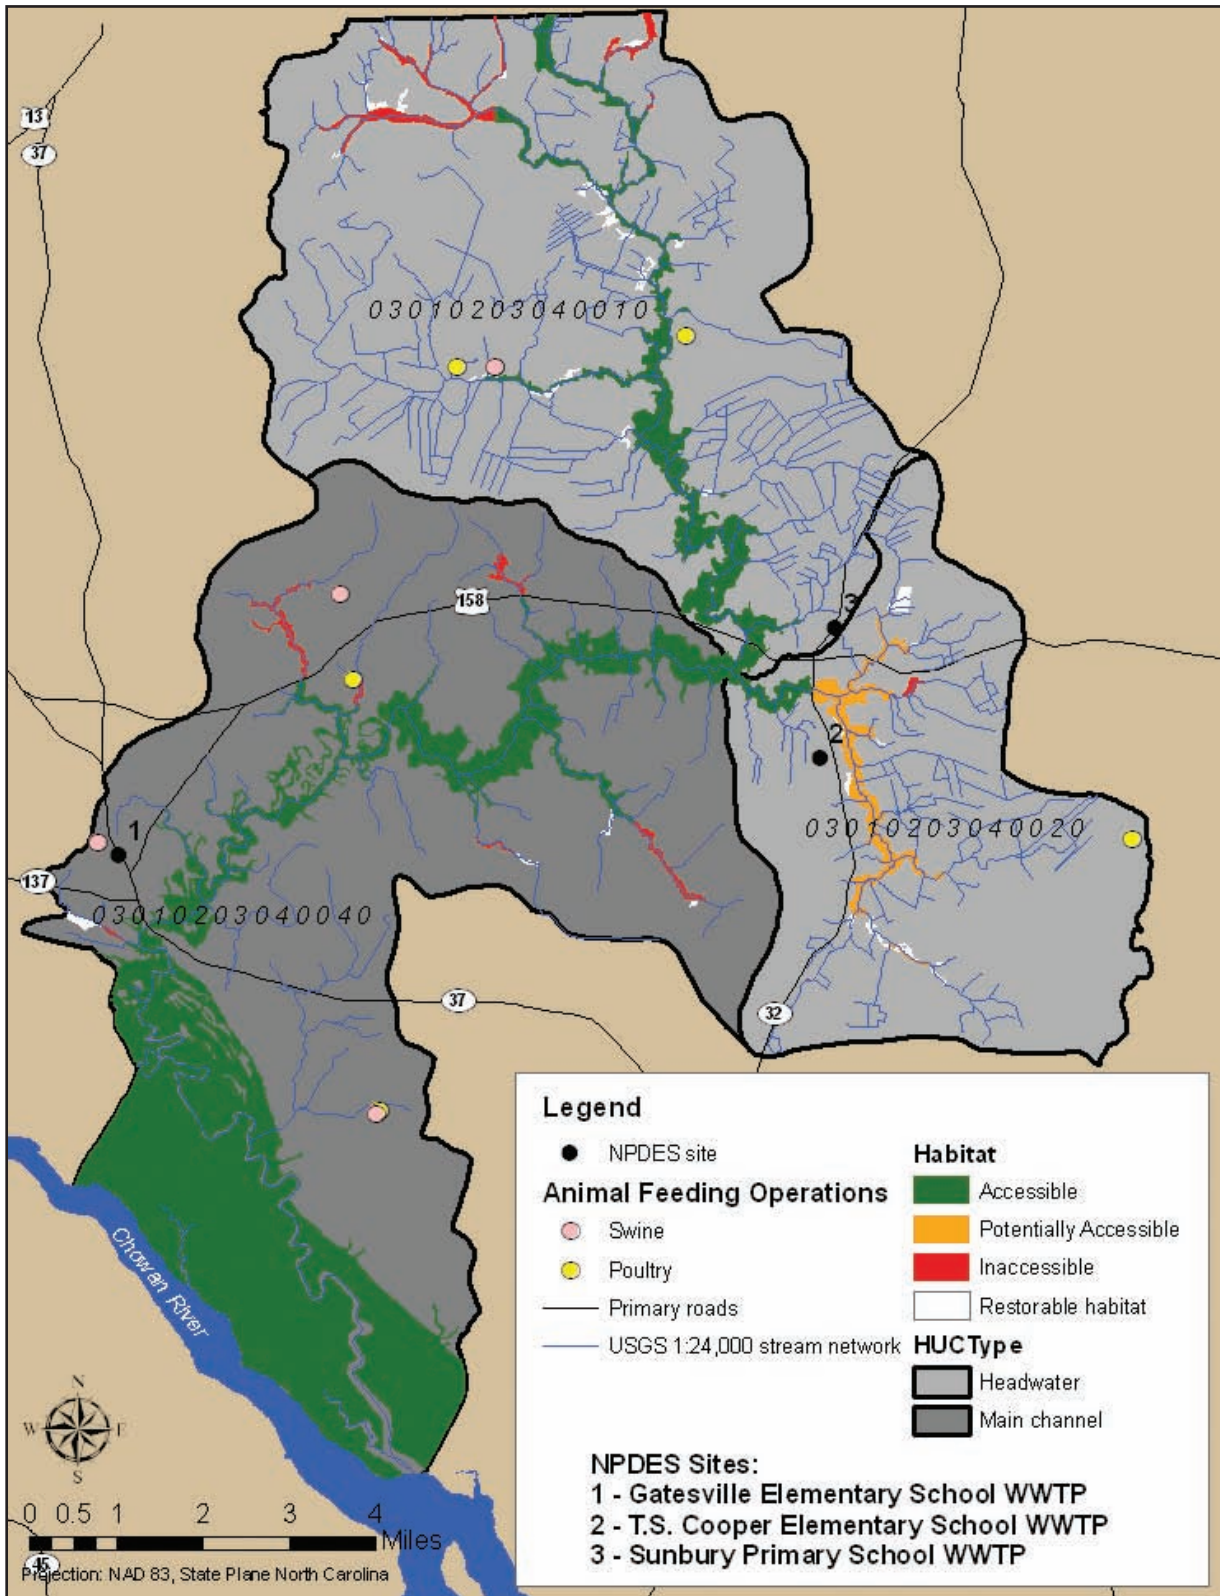 13
37
03010203040010
158
3
2
03010203040020
1
137
03010203040040
37
32
Chowan River
N
W E
S
0 0.5 1 2 3 4
Miles
45
Projection: NAD 83, State Plane North Carolina
Legend
NPDES site
Animal Feeding Operations
Swine
Poultry
Primary roads
USGS 1:24,000 stream network
Habitat
Accessible
Potentially Accessible
Inaccessible
Restorable habitat
HUCType
Headwater
Main channel
NPDES Sites:
1 - Gatesville Elementary School WWTP
2 - T.S. Cooper Elementary School WWTP
3 - Sunbury Primary School WWTP